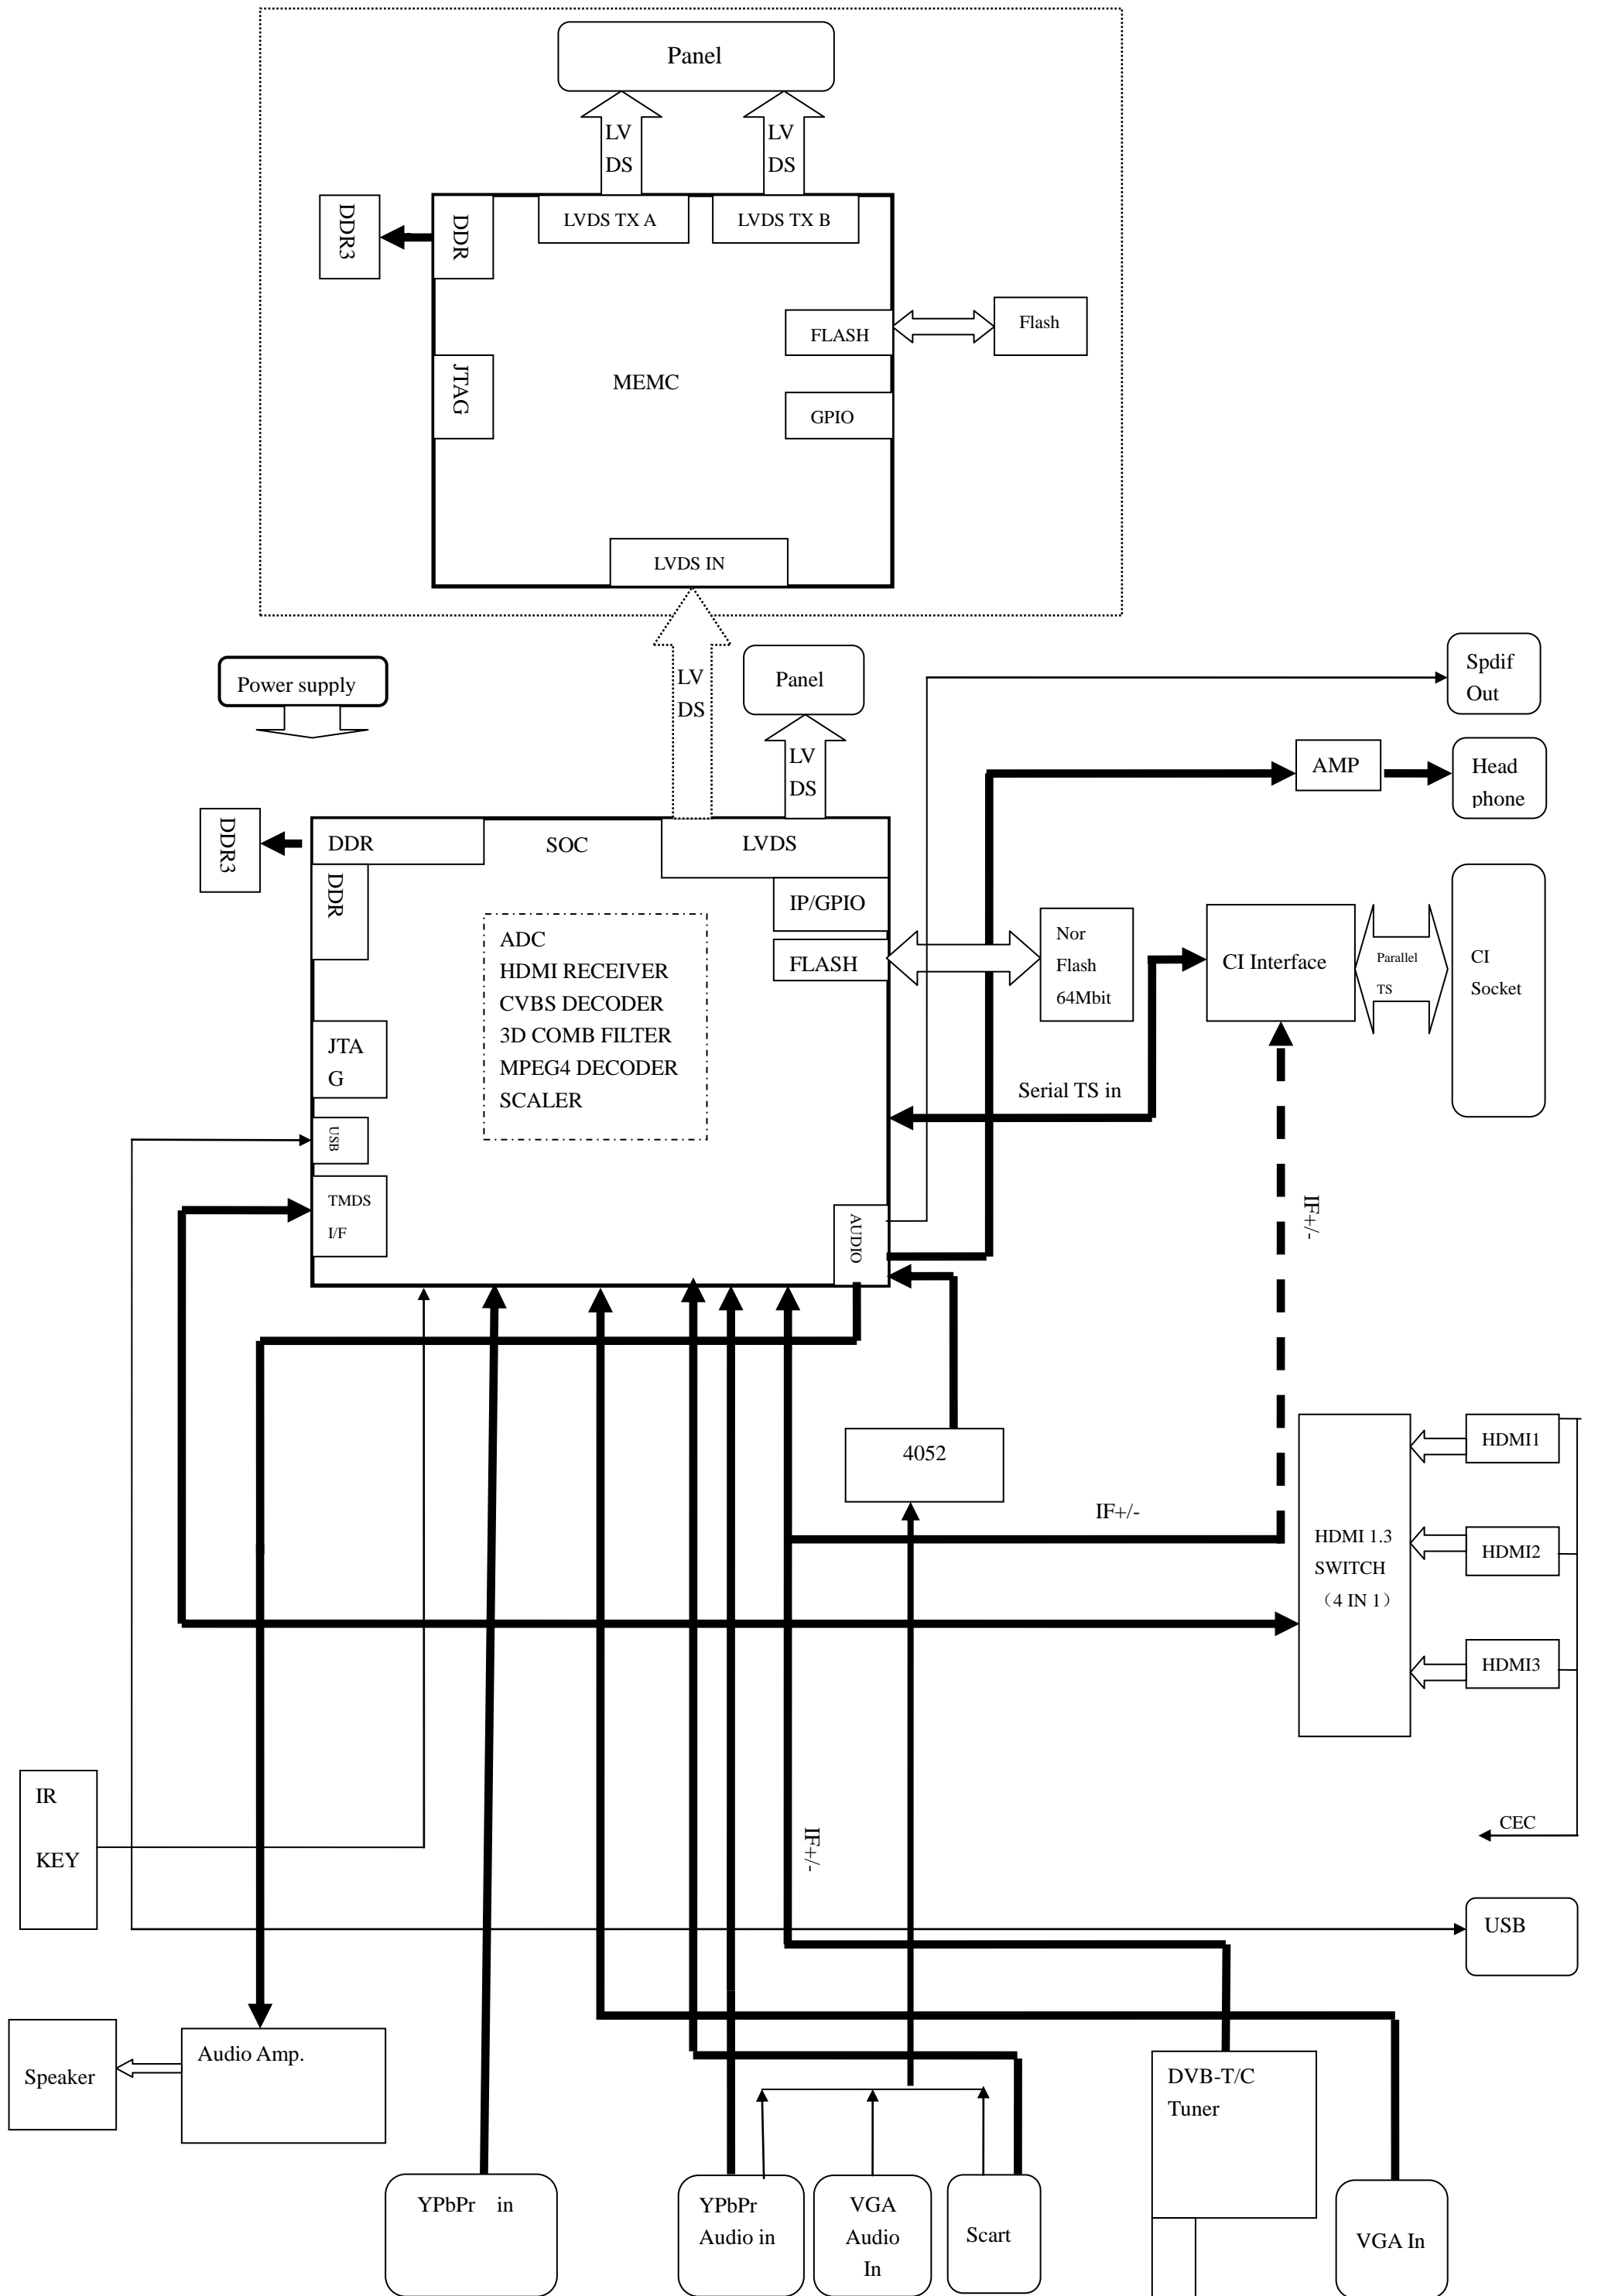 Panel
LV
DS
LV
DS
DDR3
DDR
LVDS TX A
LVDS TX B
FLASH
Flash
JTAG
MEMC
GPIO
LVDS IN
Power supply
LV
DS
Panel
LV
DS
Spdif
Out
AMP
Head
phone
DDR3
DDR
SOC
LVDS
DDR
IP/GPIO
FLASH
Nor
Flash
64Mbit
CI Interface
Parallel
TS
CI
Socket
ADC
HDMI RECEIVER
CVBS DECODER
3D COMB FILTER
MPEG4 DECODER
SCALER
JTA
G
Serial TS in
USB
TMDS
I/F
AUDIO
IF+/-
4052
IF+/-
HDMI 1.3
SWITCH
（4 IN 1）
HDMI1
HDMI2
HDMI3
IR
KEY
IF+/-
CEC
USB
Speaker
Audio Amp.
DVB-T/C
Tuner
YPbPr in
YPbPr
Audio in
VGA
Audio
In
Scart
VGA In